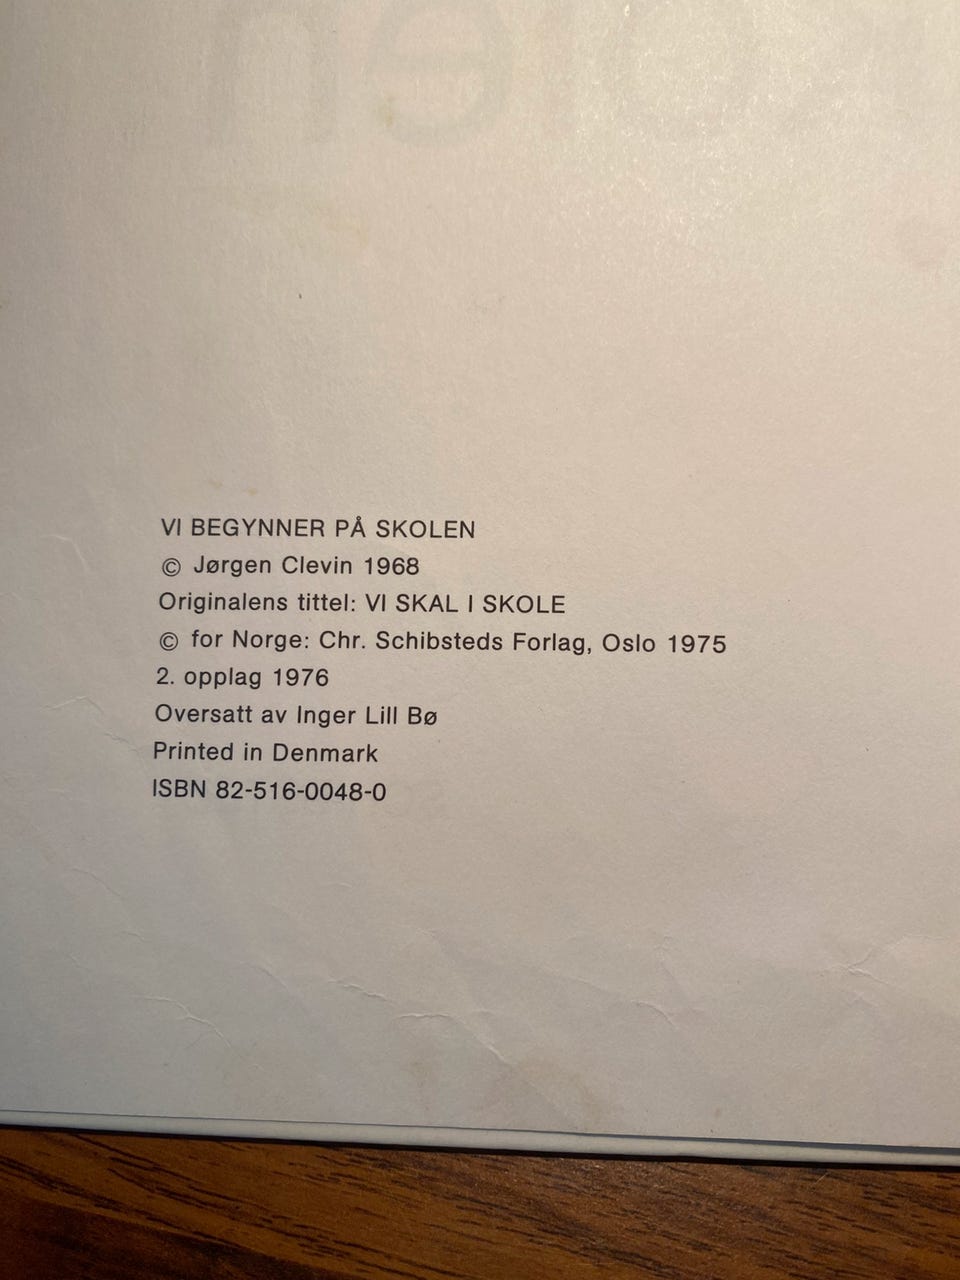 VI BEGYNNER PÅ SKOLEN
© Jørgen Clevin 1968
Originalens tittel: VI SKAL I SKOLE
© for Norge: Chr. Schibsteds Forlag, Oslo 1975
2. opplag 1976
Oversatt av Inger Lill Bø
Printed in Denmark
ISBN 82-516-0048-0